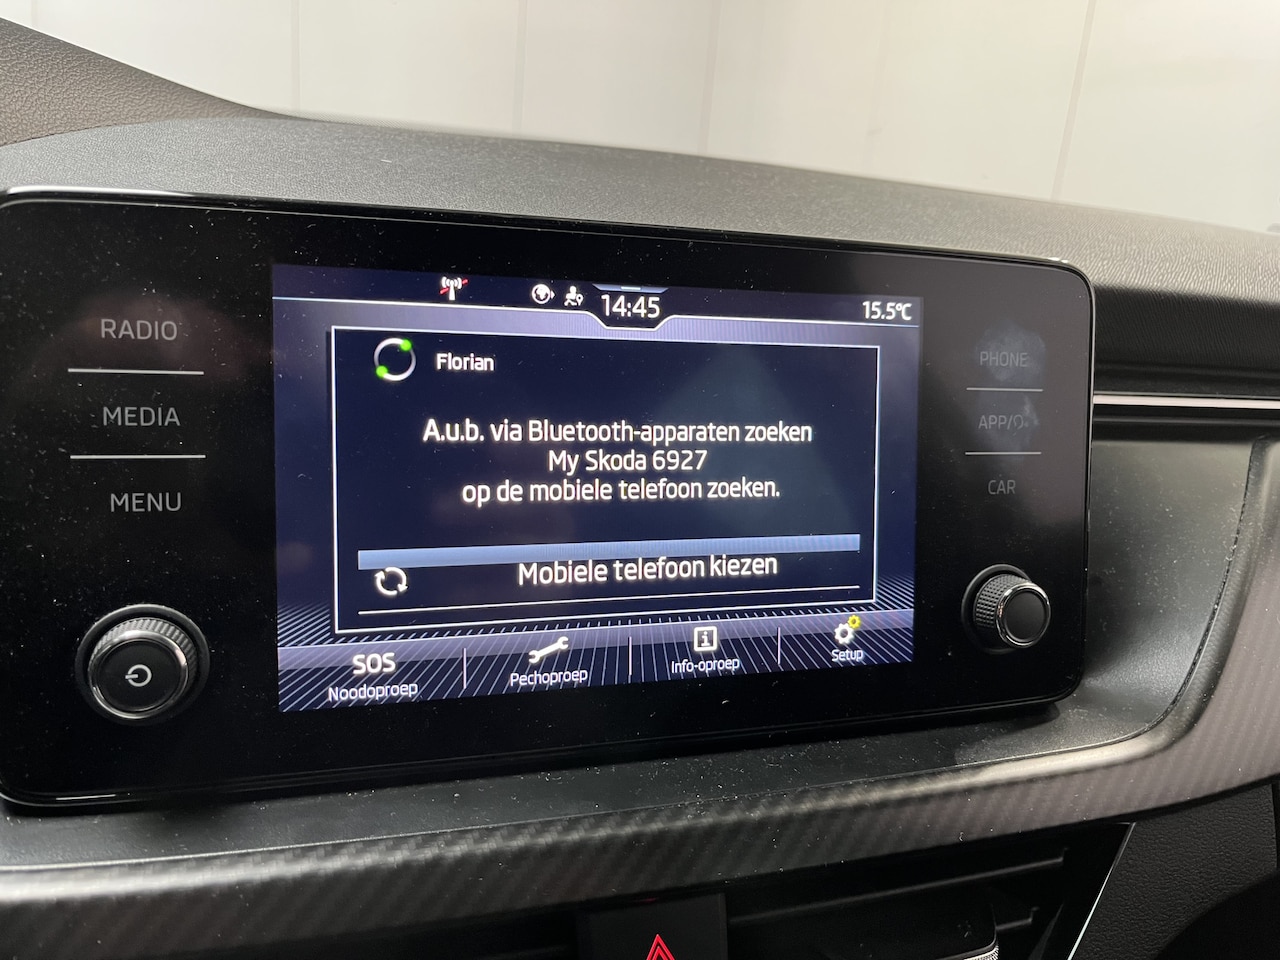 14:45
15.5°C
RADIO
MEDIA
MENU
PHONE
APP/
CAR
Florian
A.u.b. via Bluetooth-apparaten zoeken
My Skoda 6927
op de mobiele telefoon zoeken.
Mobiele telefoon kiezen
SOS
Noodoproep
Pechoproep
Info-oproep
Setup